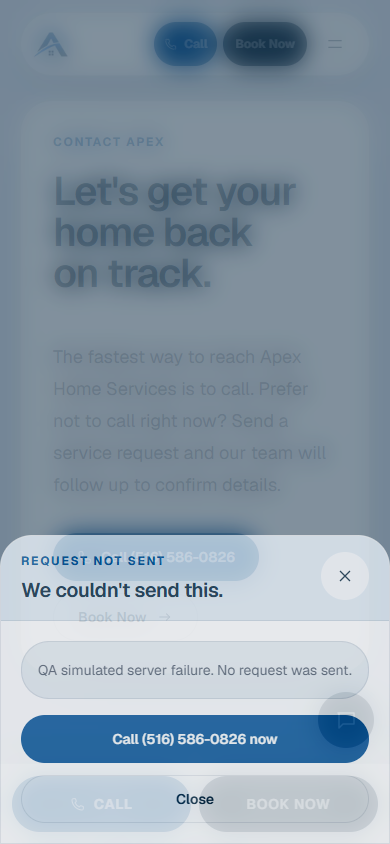 Call
Book Now
CONTACT APEX
Let's get your
home back
on track.
The fastest way to reach Apex
Home Services is to call. Prefer
not to call right now? Send a
service request and our team will
follow up to confirm details.
Call (516) 586-0826
REQUEST NOT SENT
We couldn't send this.
Book Now →
QA simulated server failure. No request was sent.
Call (516) 586-0826 now
CALL
Close
BOOK NOW